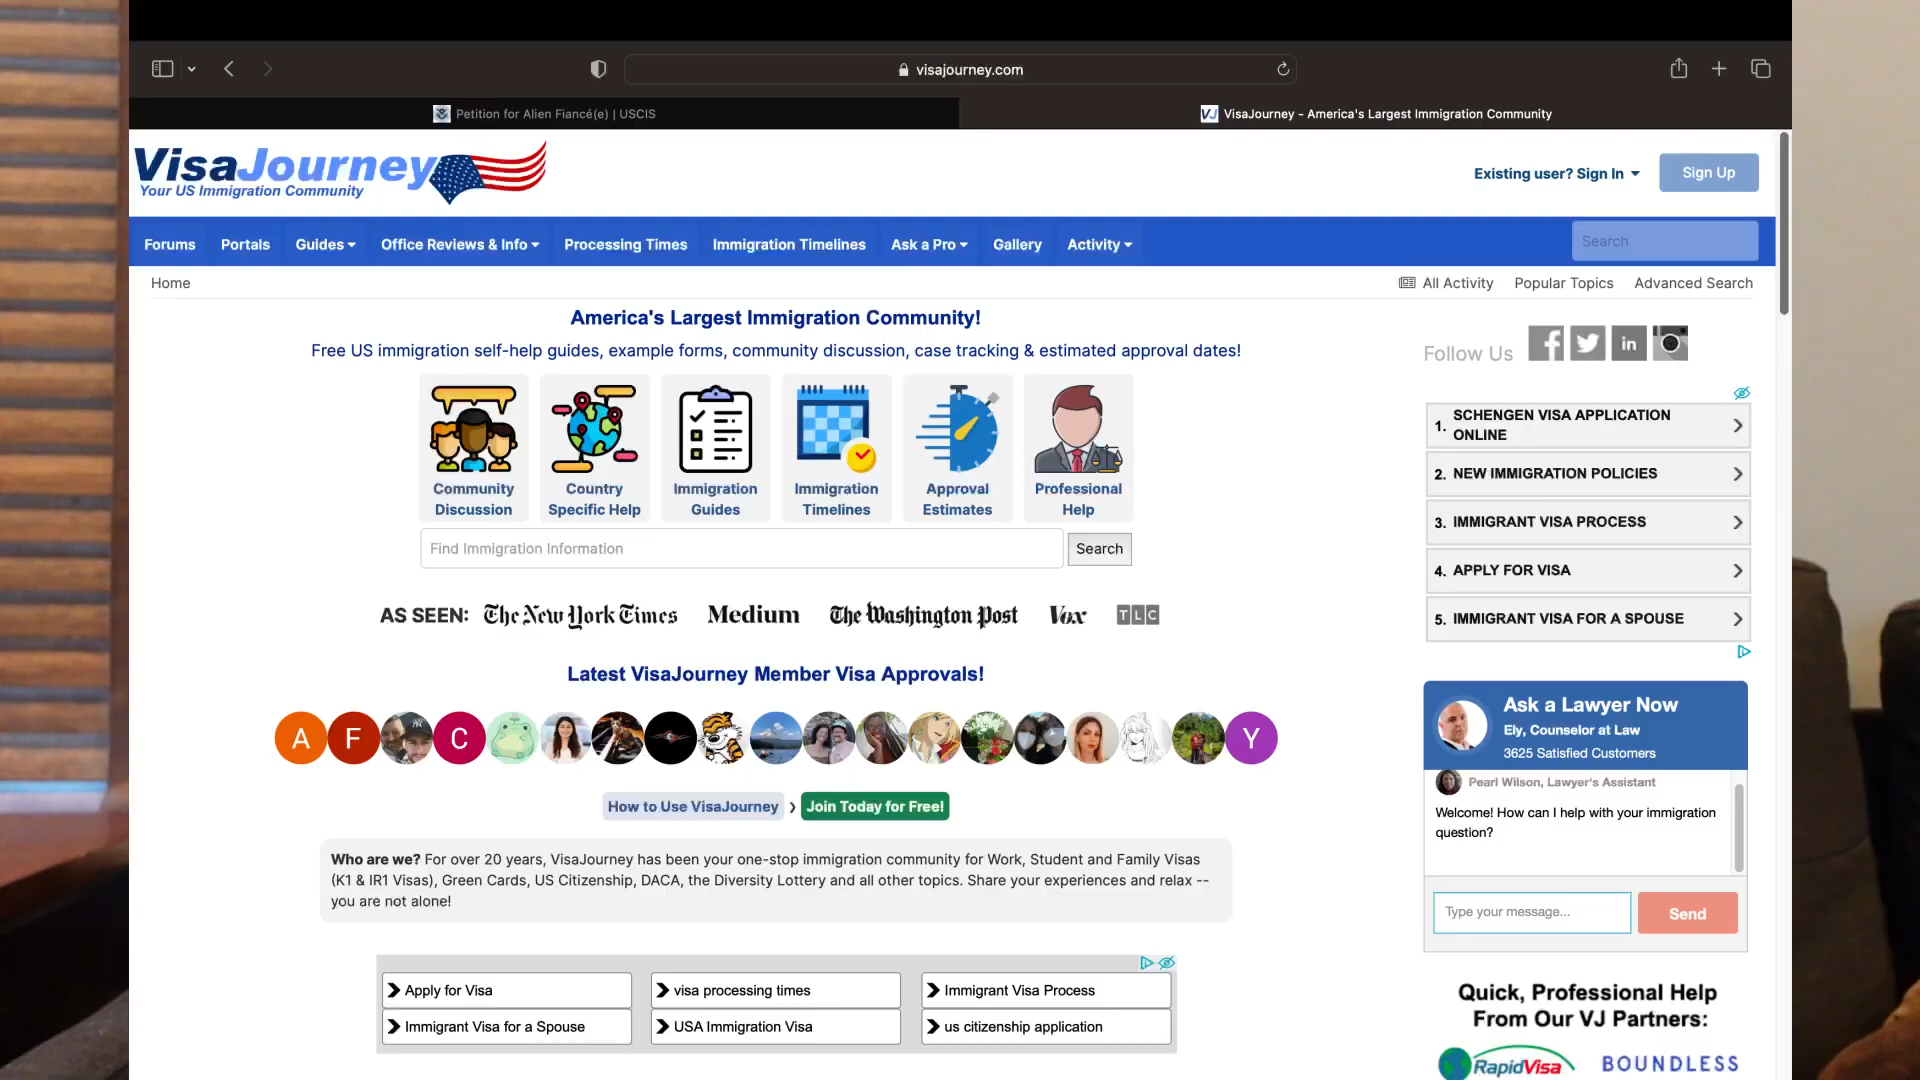 visajourney.com
Petition for Alien Fiancé(e) | USCIS
VJ VisaJourney - America's Largest Immigration Community
VisaJourney
Your US Immigration Community
Existing user? Sign In
Sign Up
Forums Portals Guides Office Reviews & Info Processing Times Immigration Timelines Ask a Pro Gallery Activity
Search
Home
All Activity Popular Topics Advanced Search
America's Largest Immigration Community!
Free US immigration self-help guides, example forms, community discussion, case tracking & estimated approval dates!
Community
Discussion
Country
Specific Help
Immigration
Guides
Immigration
Timelines
Approval
Estimates
Professional
Help
Find Immigration Information
Search
AS SEEN: The New York Times Medium The Washington Post Vox TLC
Latest VisaJourney Member Visa Approvals!
A F C Y
How to Use VisaJourney › Join Today for Free!
Who are we? For over 20 years, VisaJourney has been your one-stop immigration community for Work, Student and Family Visas
(K1 & IR1 Visas), Green Cards, US Citizenship, DACA, the Diversity Lottery and all other topics. Share your experiences and relax --
you are not alone!
Apply for Visa
visa processing times
Immigrant Visa Process
Immigrant Visa for a Spouse
USA Immigration Visa
us citizenship application
Follow Us
in
1. SCHENGEN VISA APPLICATION
ONLINE
2. NEW IMMIGRATION POLICIES
3. IMMIGRANT VISA PROCESS
4. APPLY FOR VISA
5. IMMIGRANT VISA FOR A SPOUSE
Ask a Lawyer Now
Ely, Counselor at Law
3625 Satisfied Customers
Pearl Wilson, Lawyer's Assistant
Welcome! How can I help with your immigration
question?
Type your message...
Send
Quick, Professional Help
From Our VJ Partners:
RapidVisa
BOUNDLESS